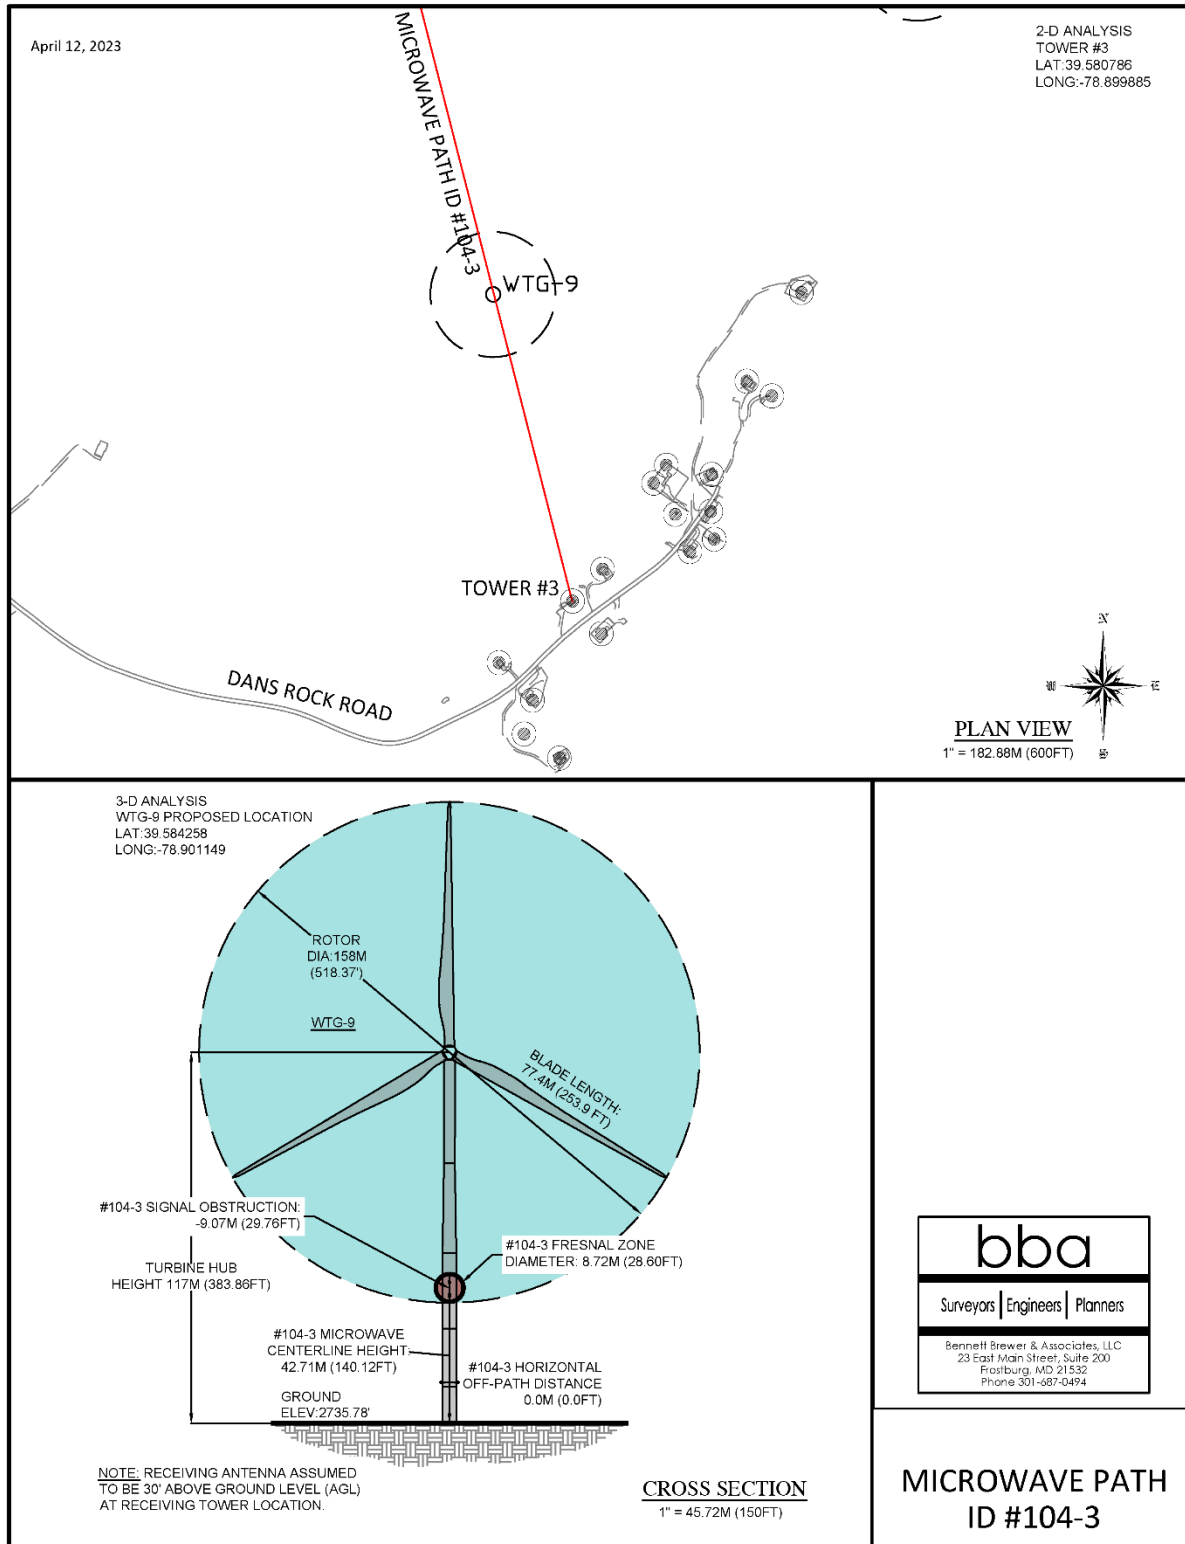 April 12, 2023
2-D ANALYSIS
TOWER #3
LAT:39.580786
LONG:-78.899885
MICROWAVE PATH ID #104-3
WTG-9
TOWER #3
DANS ROCK ROAD
N
W
E
S
PLAN VIEW
1" = 182.88M (600FT)
3-D ANALYSIS
WTG-9 PROPOSED LOCATION
LAT:39.584258
LONG:-78.901149
ROTOR
DIA:158M
(518.37')
WTG-9
BLADE LENGTH:
77.4M (253.9 FT)
#104-3 SIGNAL OBSTRUCTION:
-9.07M (29.76FT)
#104-3 FRESNAL ZONE
DIAMETER: 8.72M (28.60FT)
TURBINE HUB
HEIGHT 117M (383.86FT)
#104-3 MICROWAVE
CENTERLINE HEIGHT:
42.71M (140.12FT)
#104-3 HORIZONTAL
OFF-PATH DISTANCE
0.0M (0.0FT)
GROUND
ELEV:2735.78'
NOTE: RECEIVING ANTENNA ASSUMED
TO BE 30' ABOVE GROUND LEVEL (AGL)
AT RECEIVING TOWER LOCATION.
CROSS SECTION
1" = 45.72M (150FT)
bba
Surveyors | Engineers | Planners
Bennett Brewer & Associates, LLC
23 East Main Street, Suite 200
Frostburg, MD 21532
Phone 301-687-0494
MICROWAVE PATH
ID #104-3